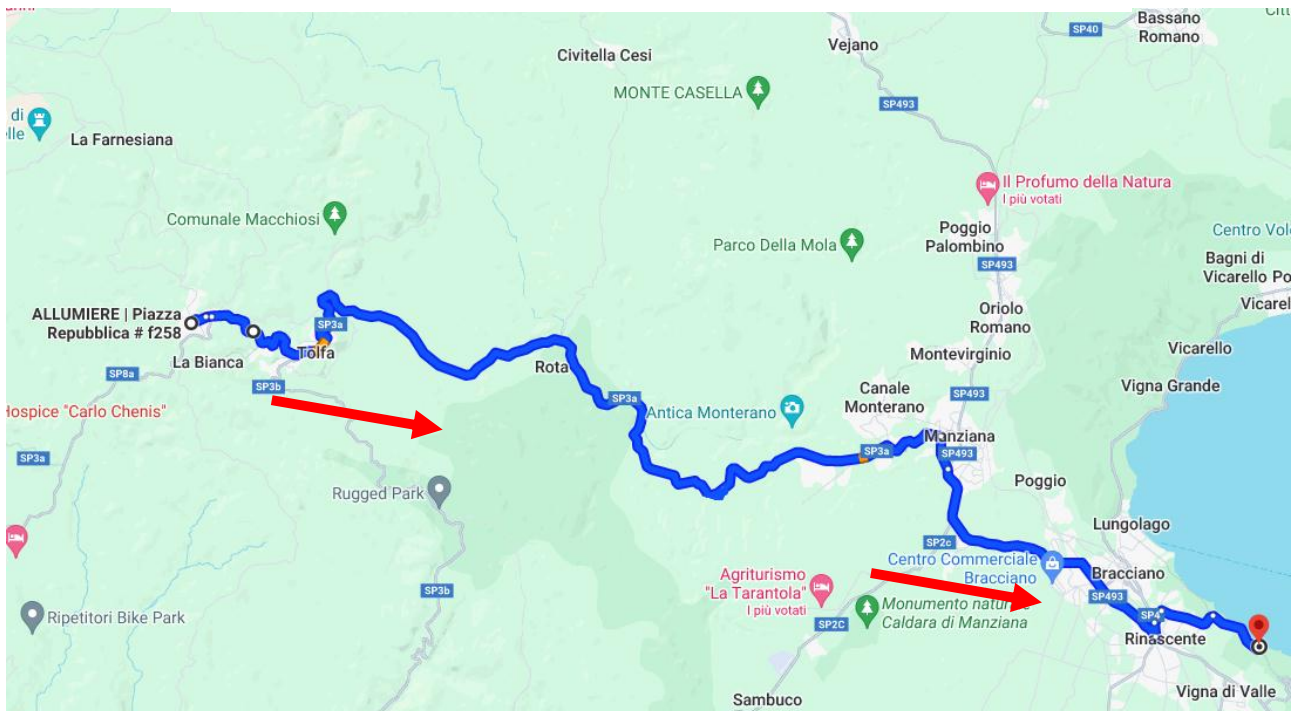 Bassano
Romano
SP40
Vejano
Civitella Cesi
MONTE CASELLA
SP493
di
La Farnesiana
Il Profumo della Natura
I più votati
Comunale Macchiosi
Poggio
Palombino
Parco Della Mola
Centro Vol
SP493
Bagni di
Vicarello Po
Vicarel
ALLUMIERE | Piazza
Repubblica # f258
SP3a
Oriolo
Romano
Vicarello
La Bianca
Tolfa
Rota
Montevirginio
SP8a
SP3b
SP3a
Canale
Monterano
Vigna Grande
Hospice "Carlo Chenis"
Antica Monterano
SP3a
SP3a
Manziana
SP493
Rugged Park
Poggio
Lungolago
SP2c
Centro Commerciale
Bracciano
Agriturismo
"La Tarantola"
I più votati
Bracciano
SP3b
SP493
Monumento naturale
Caldara di Manziana
Ripetitori Bike Park
SP2C
SP4
Rinascente
Vigna di Valle
Sambuco